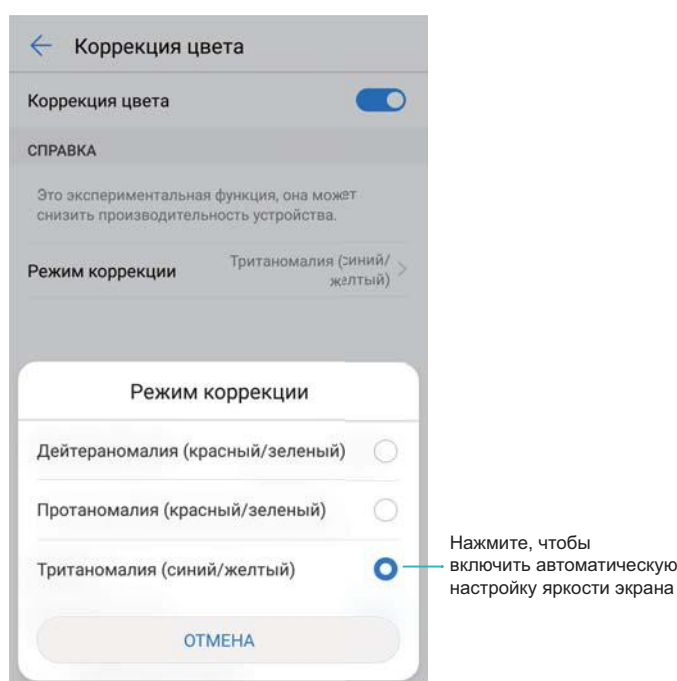 Коррекция цвета
Коррекция цвета
СПРАВКА
Это экспериментальная функция, она может
снизить производительность устройства.
Режим коррекции
Тританомалия (синий/
желтый)
Режим коррекции
Дейтераномалия (красный/зеленый)
Протаномалия (красный/зеленый)
Тританомалия (синий/желтый)
ОТМЕНА
Нажмите, чтобы
включить автоматическую
настройку яркости экрана